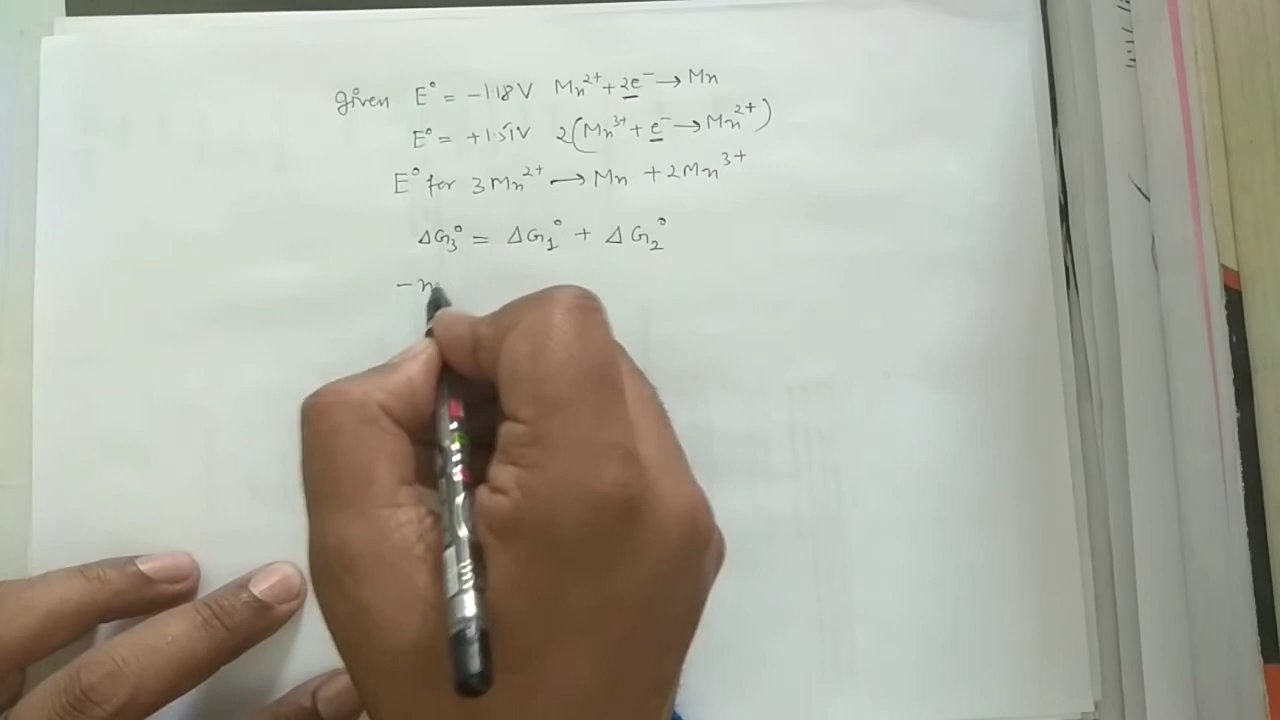 given E° = -1.18V Mn²⁺ + 2e⁻ → Mn
E° = +1.51V 2(Mn³⁺ + e⁻ → Mn²⁺)
E° for 3Mn²⁺ → Mn + 2Mn³⁺
ΔG₃° = ΔG₁° + ΔG₂°
-n